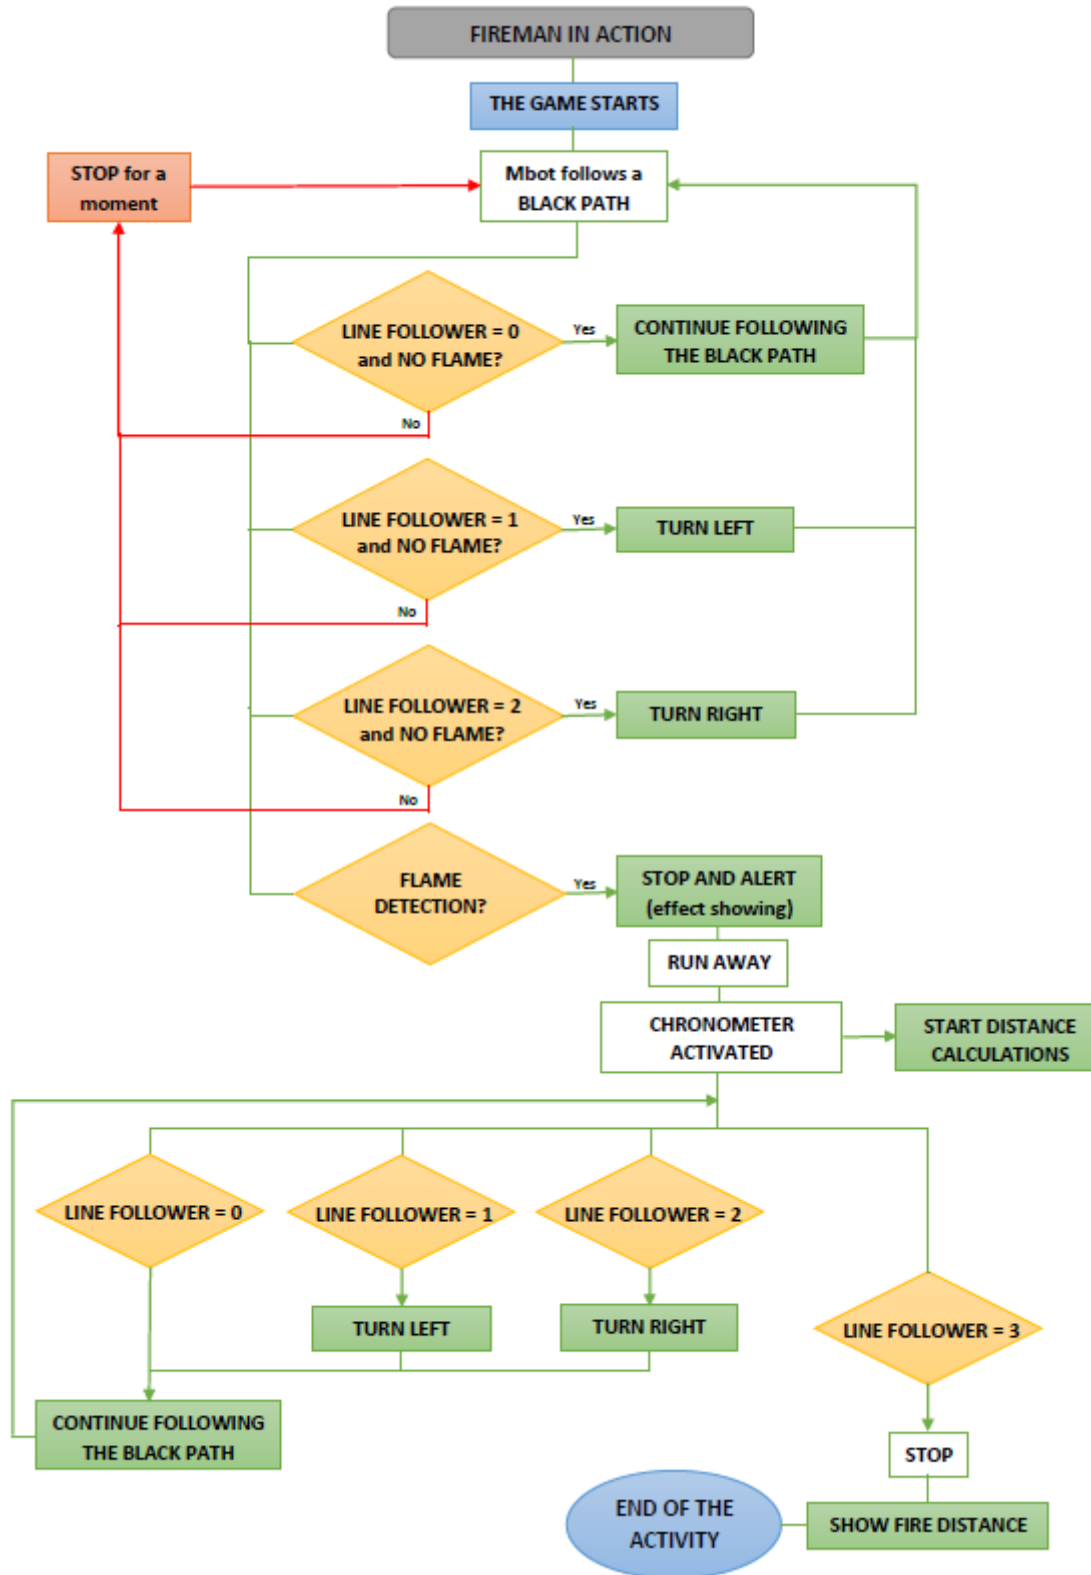 FIREMAN IN ACTION
THE GAME STARTS
STOP for a
moment
Mbot follows a
BLACK PATH
LINE FOLLOWER = 0
and NO FLAME?
Yes
CONTINUE FOLLOWING
THE BLACK PATH
No
LINE FOLLOWER = 1
and NO FLAME?
Yes
TURN LEFT
No
LINE FOLLOWER = 2
and NO FLAME?
Yes
TURN RIGHT
No
FLAME
DETECTION?
Yes
STOP AND ALERT
(effect showing)
RUN AWAY
CHRONOMETER
ACTIVATED
START DISTANCE
CALCULATIONS
LINE FOLLOWER = 0
LINE FOLLOWER = 1
LINE FOLLOWER = 2
LINE FOLLOWER = 3
TURN LEFT
TURN RIGHT
CONTINUE FOLLOWING
THE BLACK PATH
STOP
SHOW FIRE DISTANCE
END OF THE
ACTIVITY